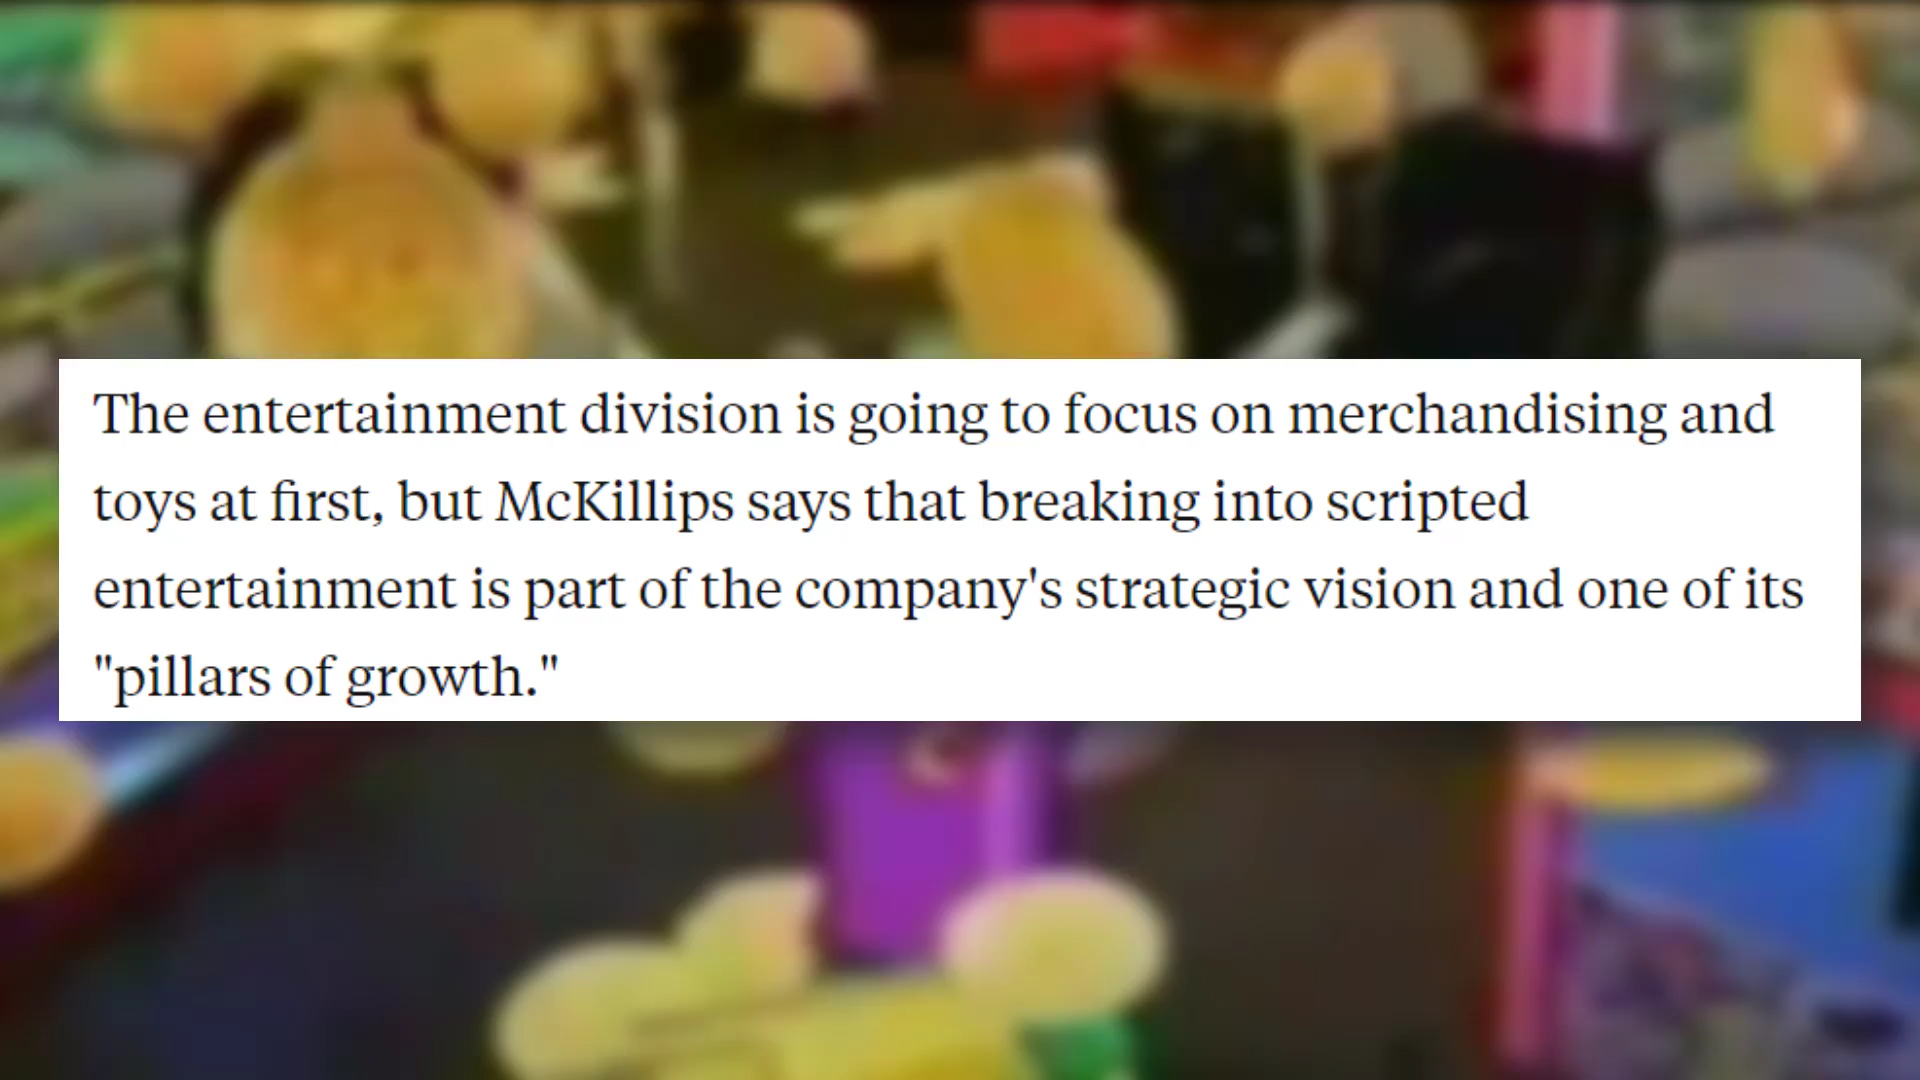 The entertainment division is going to focus on merchandising and
toys at first, but McKillips says that breaking into scripted
entertainment is part of the company's strategic vision and one of its
"pillars of growth."